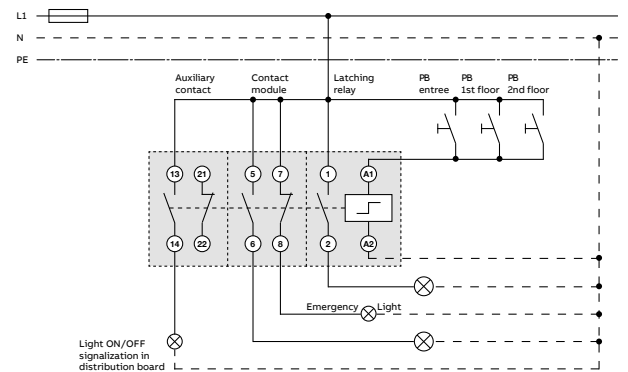 L1
N
PE
Auxiliary contact
Contact module
Latching relay
PB entree
PB 1st floor
PB 2nd floor
13 21 5 7 1 A1
14 22 6 8 2 A2
Emergency Light
Light ON/OFF
signalization in
distribution board